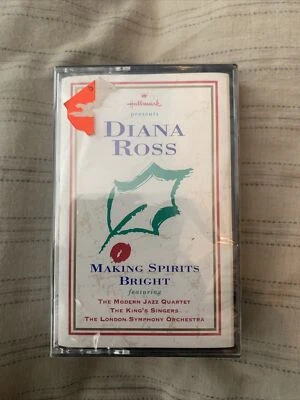 Hallmark
presents
DIANA
ROSS
MAKING SPIRITS
BRIGHT
featuring
THE MODERN JAZZ QUARTET
THE KING'S SINGERS
THE LONDON SYMPHONY ORCHESTRA